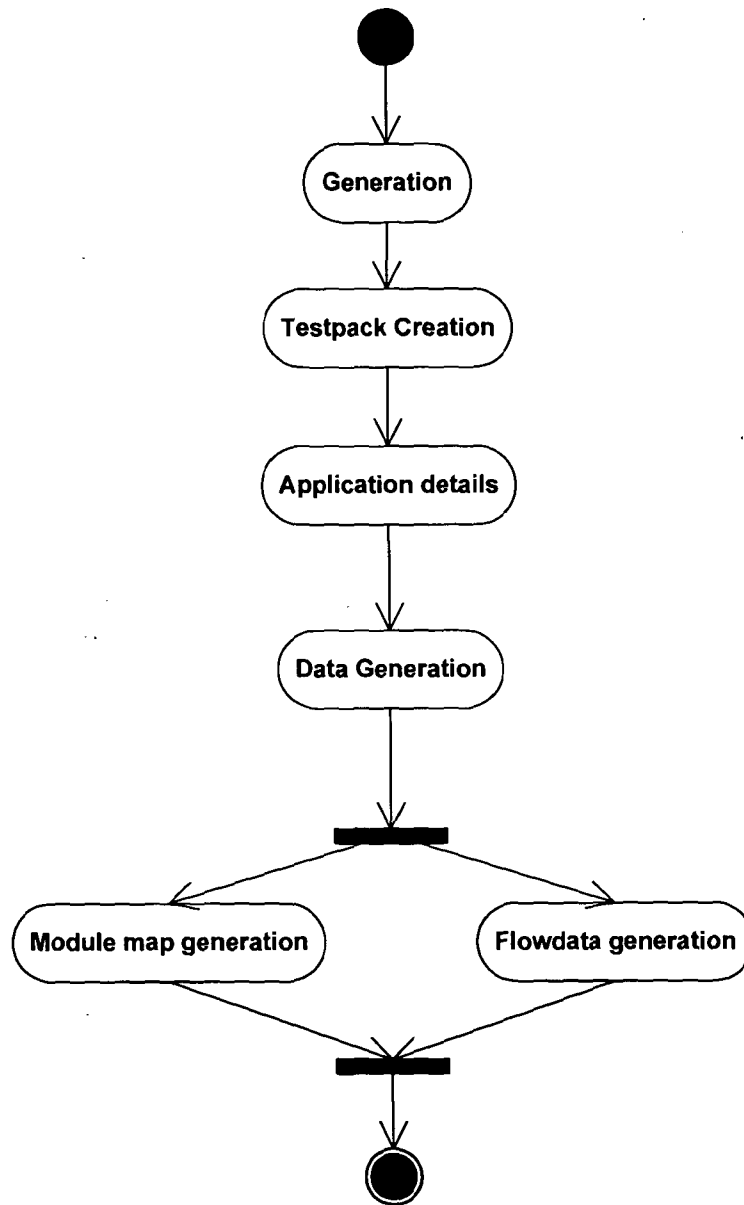 Generation
Testpack Creation
Application details
Data Generation
Module map generation
Flowdata generation